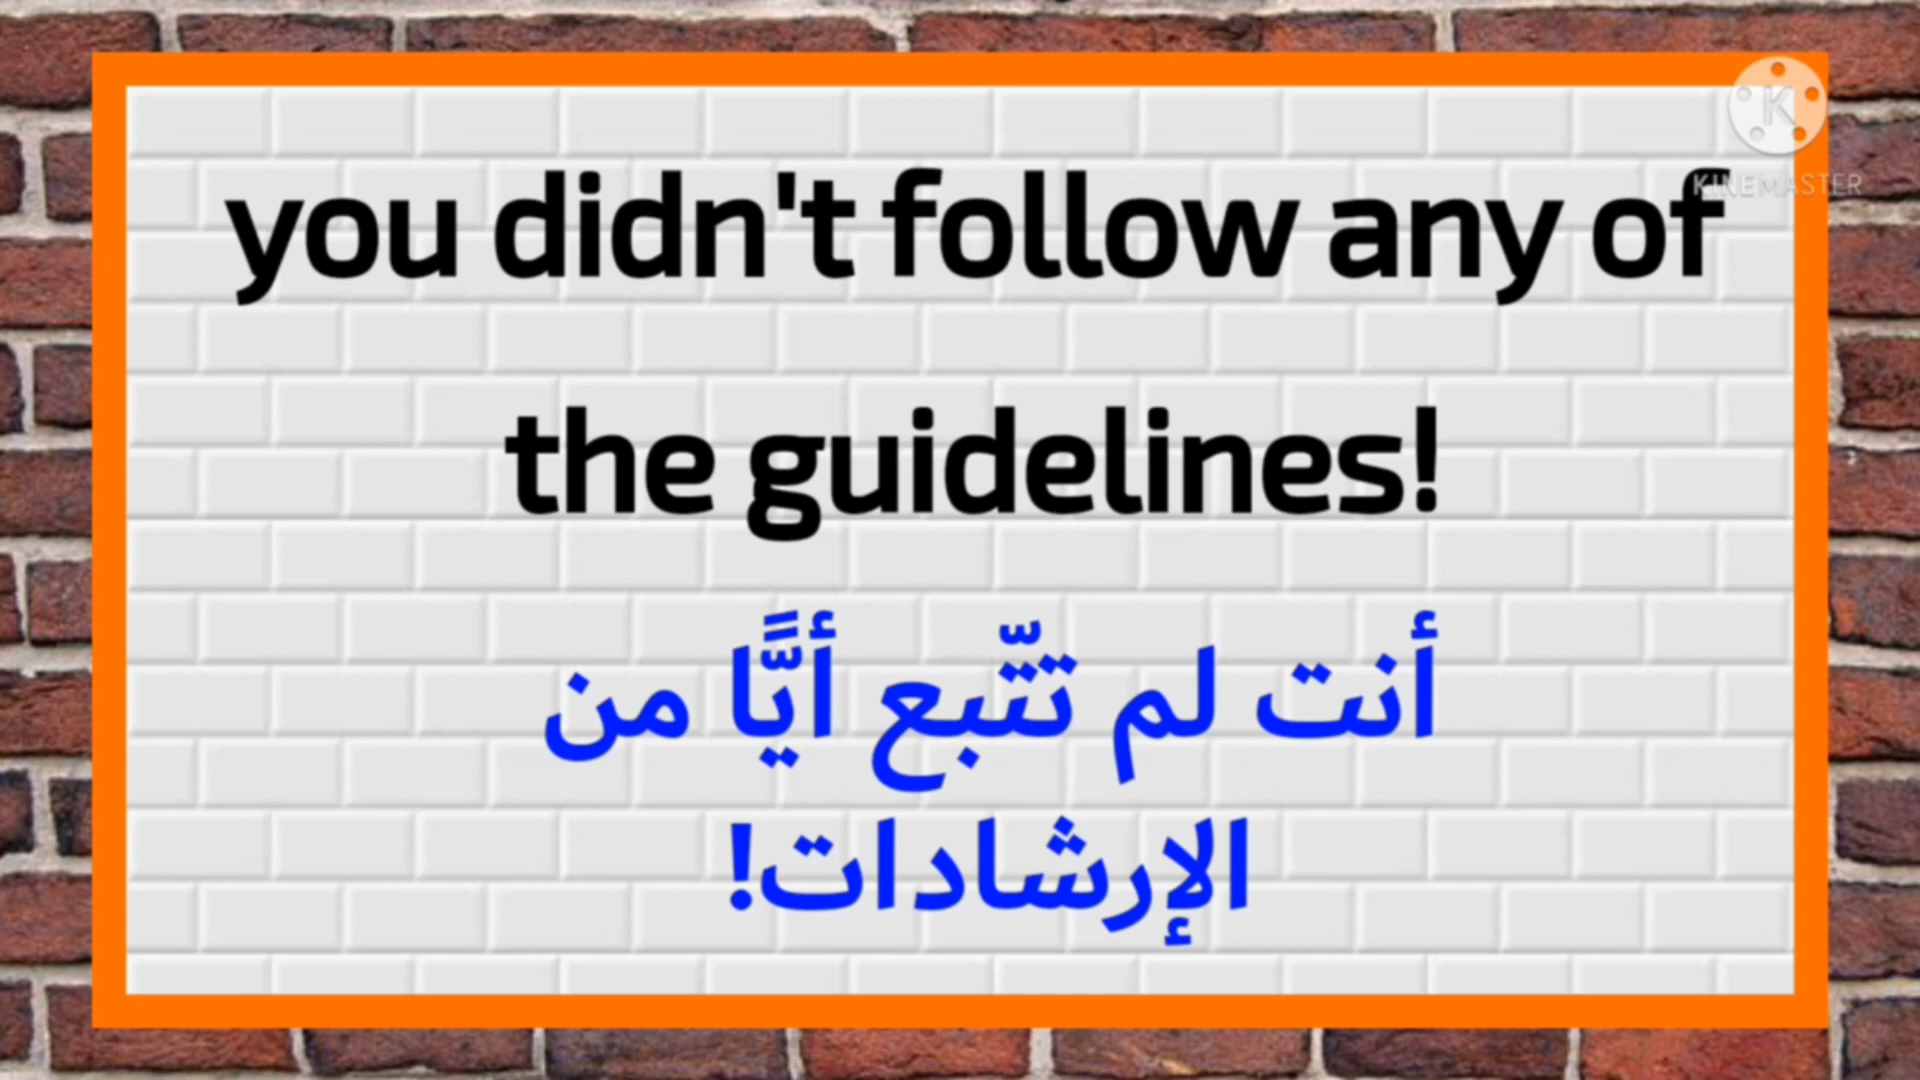 K
KINEMASTER
you didn't follow any of
the guidelines!
أنت لم تتّبع أيًّا من
الإرشادات!